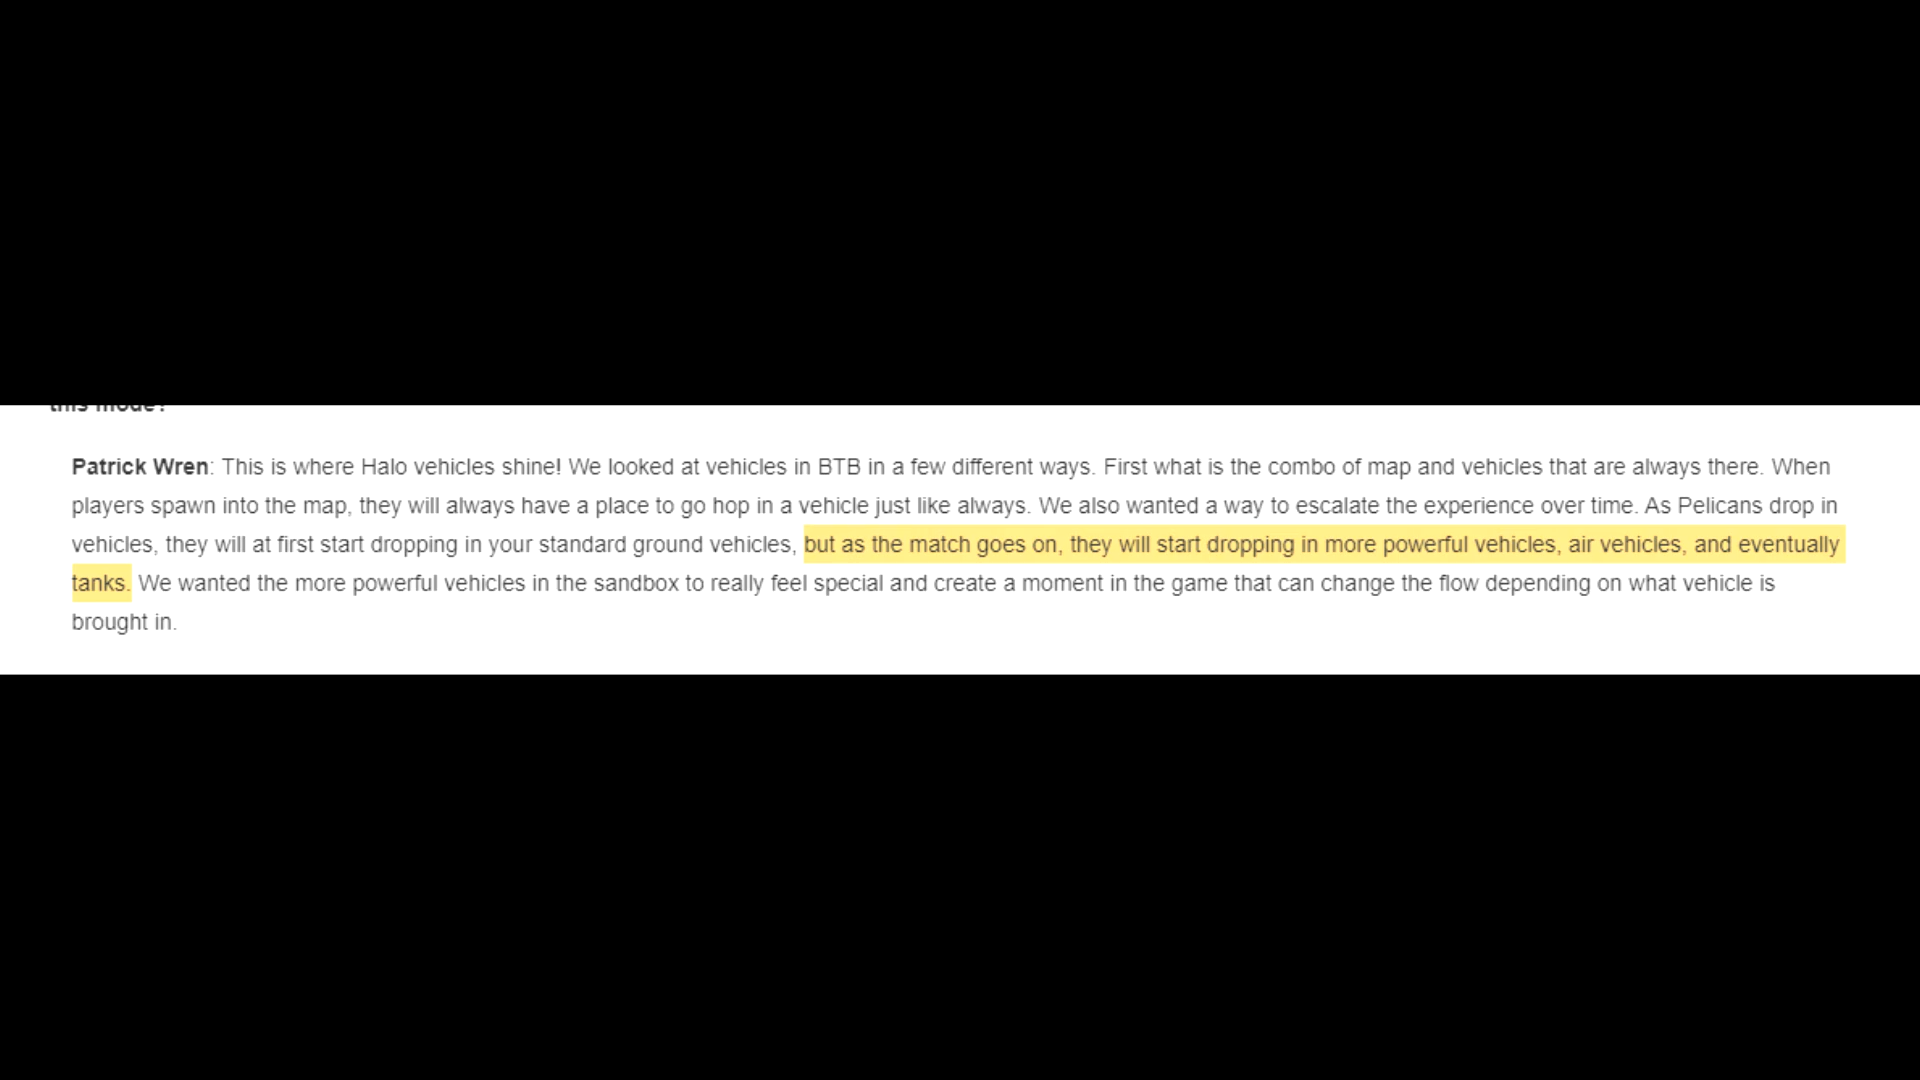 this mode?
Patrick Wren: This is where Halo vehicles shine! We looked at vehicles in BTB in a few different ways. First what is the combo of map and vehicles that are always there. When
players spawn into the map, they will always have a place to go hop in a vehicle just like always. We also wanted a way to escalate the experience over time. As Pelicans drop in
vehicles, they will at first start dropping in your standard ground vehicles, but as the match goes on, they will start dropping in more powerful vehicles, air vehicles, and eventually
tanks. We wanted the more powerful vehicles in the sandbox to really feel special and create a moment in the game that can change the flow depending on what vehicle is
brought in.